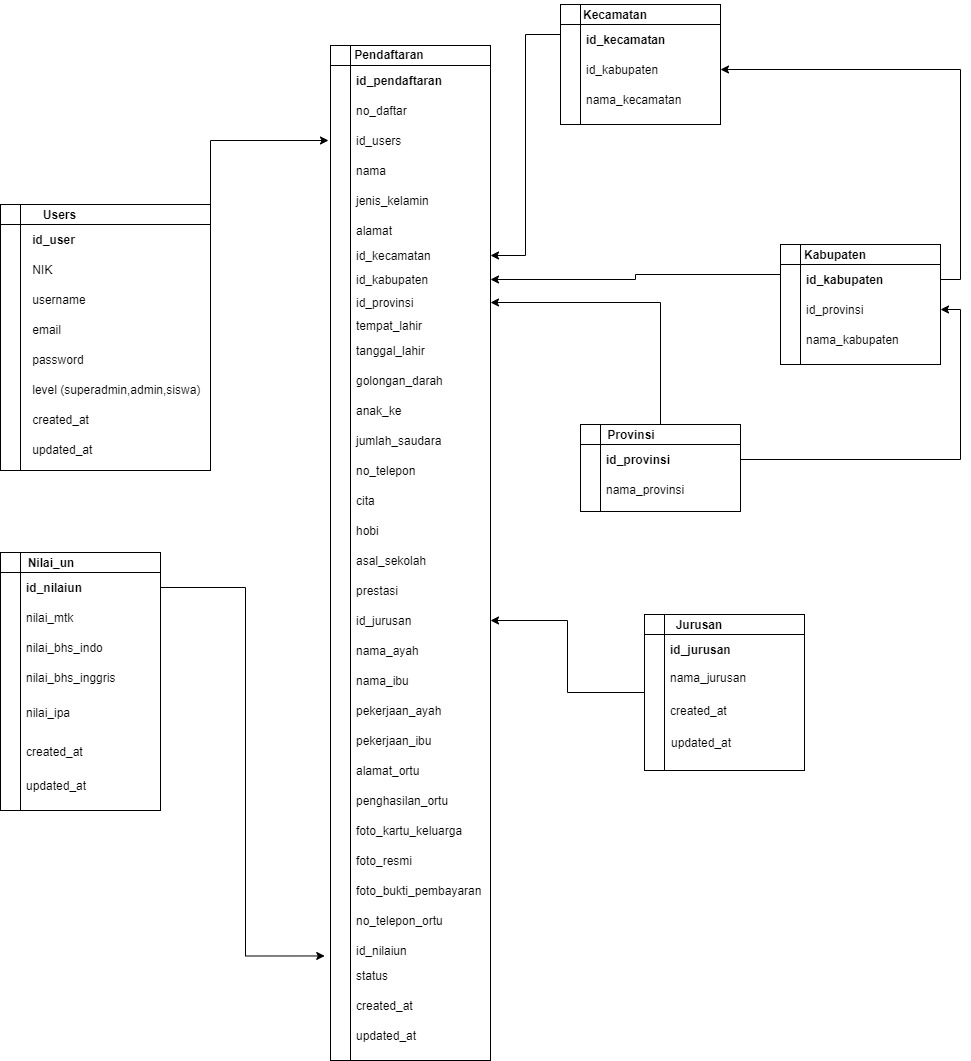 Kecamatan
id_kecamatan
id_kabupaten
nama_kecamatan
Pendaftaran
id_pendaftaran
no_daftar
id_users
nama
jenis_kelamin
alamat
id_kecamatan
id_kabupaten
id_provinsi
tempat_lahir
tanggal_lahir
golongan_darah
anak_ke
jumlah_saudara
no_telepon
cita
hobi
asal_sekolah
prestasi
id_jurusan
nama_ayah
nama_ibu
pekerjaan_ayah
pekerjaan_ibu
alamat_ortu
penghasilan_ortu
foto_kartu_keluarga
foto_resmi
foto_bukti_pembayaran
no_telepon_ortu
id_nilaiun
status
created_at
updated_at
Users
id_user
NIK
username
email
password
level (superadmin,admin,siswa)
created_at
updated_at
Kabupaten
id_kabupaten
id_provinsi
nama_kabupaten
Provinsi
id_provinsi
nama_provinsi
Nilai_un
id_nilaiun
nilai_mtk
nilai_bhs_indo
nilai_bhs_inggris
nilai_ipa
created_at
updated_at
Jurusan
id_jurusan
nama_jurusan
created_at
updated_at